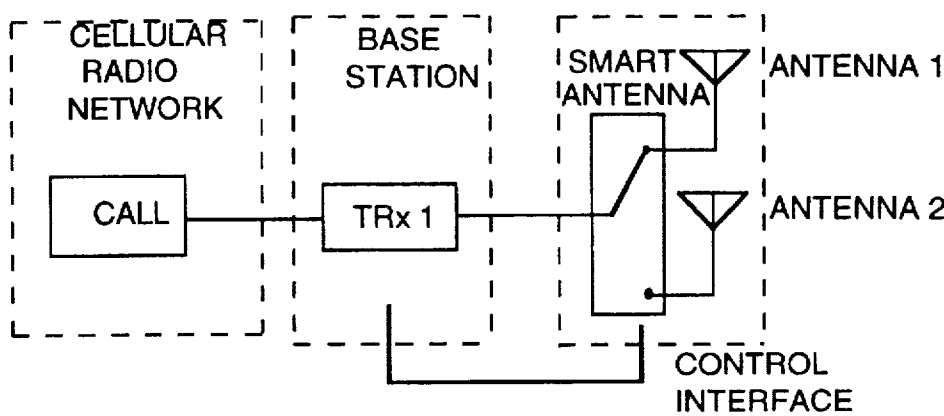 CELLULAR
RADIO
NETWORK
BASE
STATION
SMART
ANTENNA
ANTENNA 1
CALL
TRx 1
ANTENNA 2
CONTROL
INTERFACE